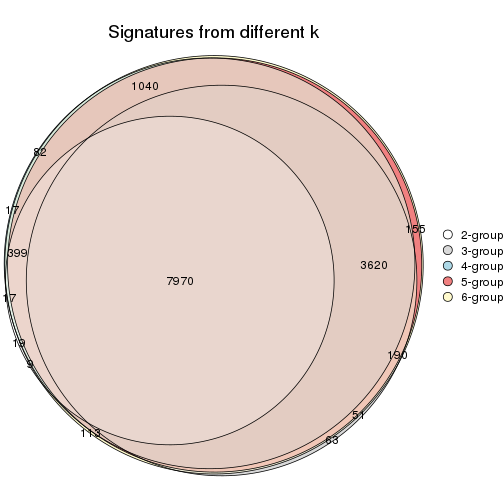 Signatures from different k
1040
82
17
155
399
3620
7970
17
19
190
9
51
113
63
2-group
3-group
4-group
5-group
6-group